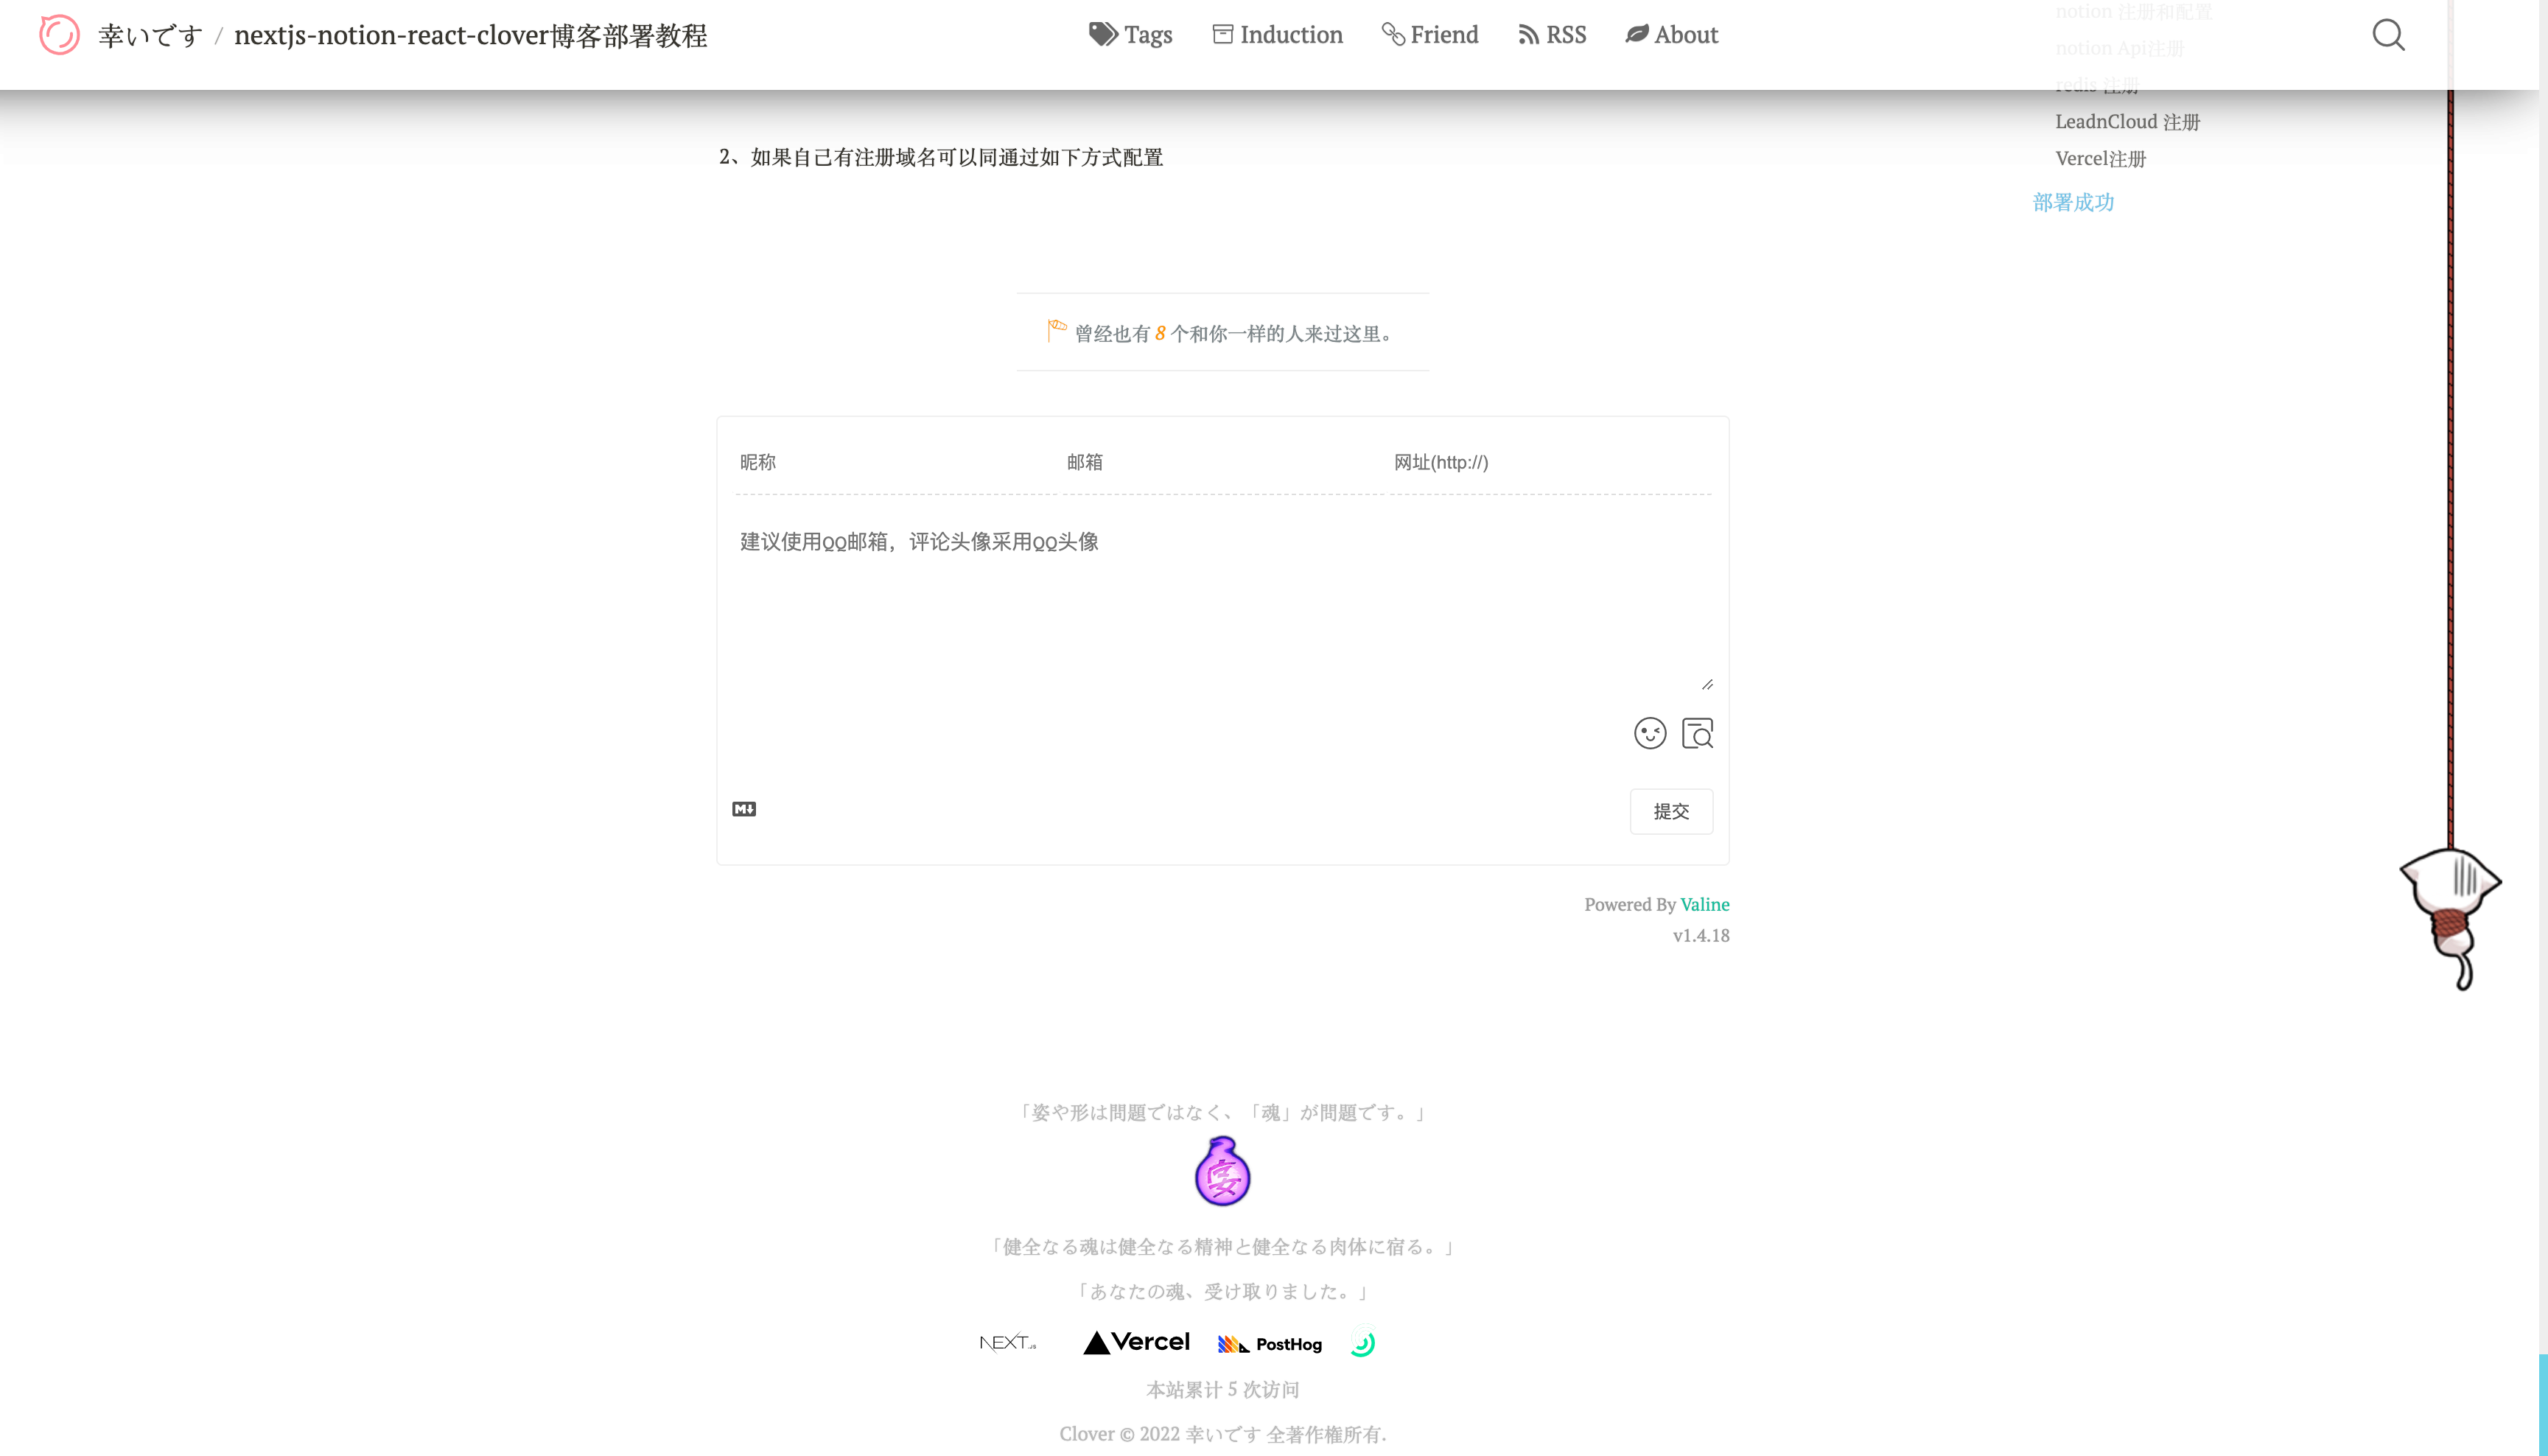 幸いです / nextjs-notion-react-clover博客部署教程
Tags Induction Friend RSS About
notion 注册和配置
notion Api注册
redis 注册
LeadnCloud 注册
Vercel注册
部署成功
2、如果自己有注册域名可以同通过如下方式配置
曾经也有 8 个和你一样的人来过这里。
昵称 邮箱 网址(http://)
建议使用QQ邮箱，评论头像采用QQ头像
M
提交
Powered By Valine
v1.4.18
「姿や形は問題ではなく、「魂」が問題です。」
妄
「健全なる魂は健全なる精神と健全なる肉体に宿る。」
「あなたの魂、受け取りました。」
NEXT.JS Vercel PostHog
本站累计 5 次访问
Clover © 2022 幸いです 全著作権所有.